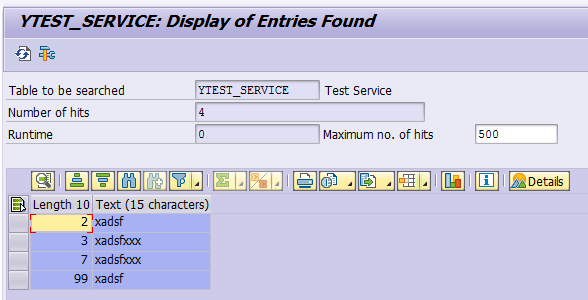 YTEST_SERVICE: Display of Entries Found
Table to be searched YTEST_SERVICE Test Service
Number of hits 4
Runtime 0 Maximum no. of hits 500
Details
Length 10 Text (15 characters)
2 xadsf
3 xadsfxxx
7 xadsfxxx
99 xadsf